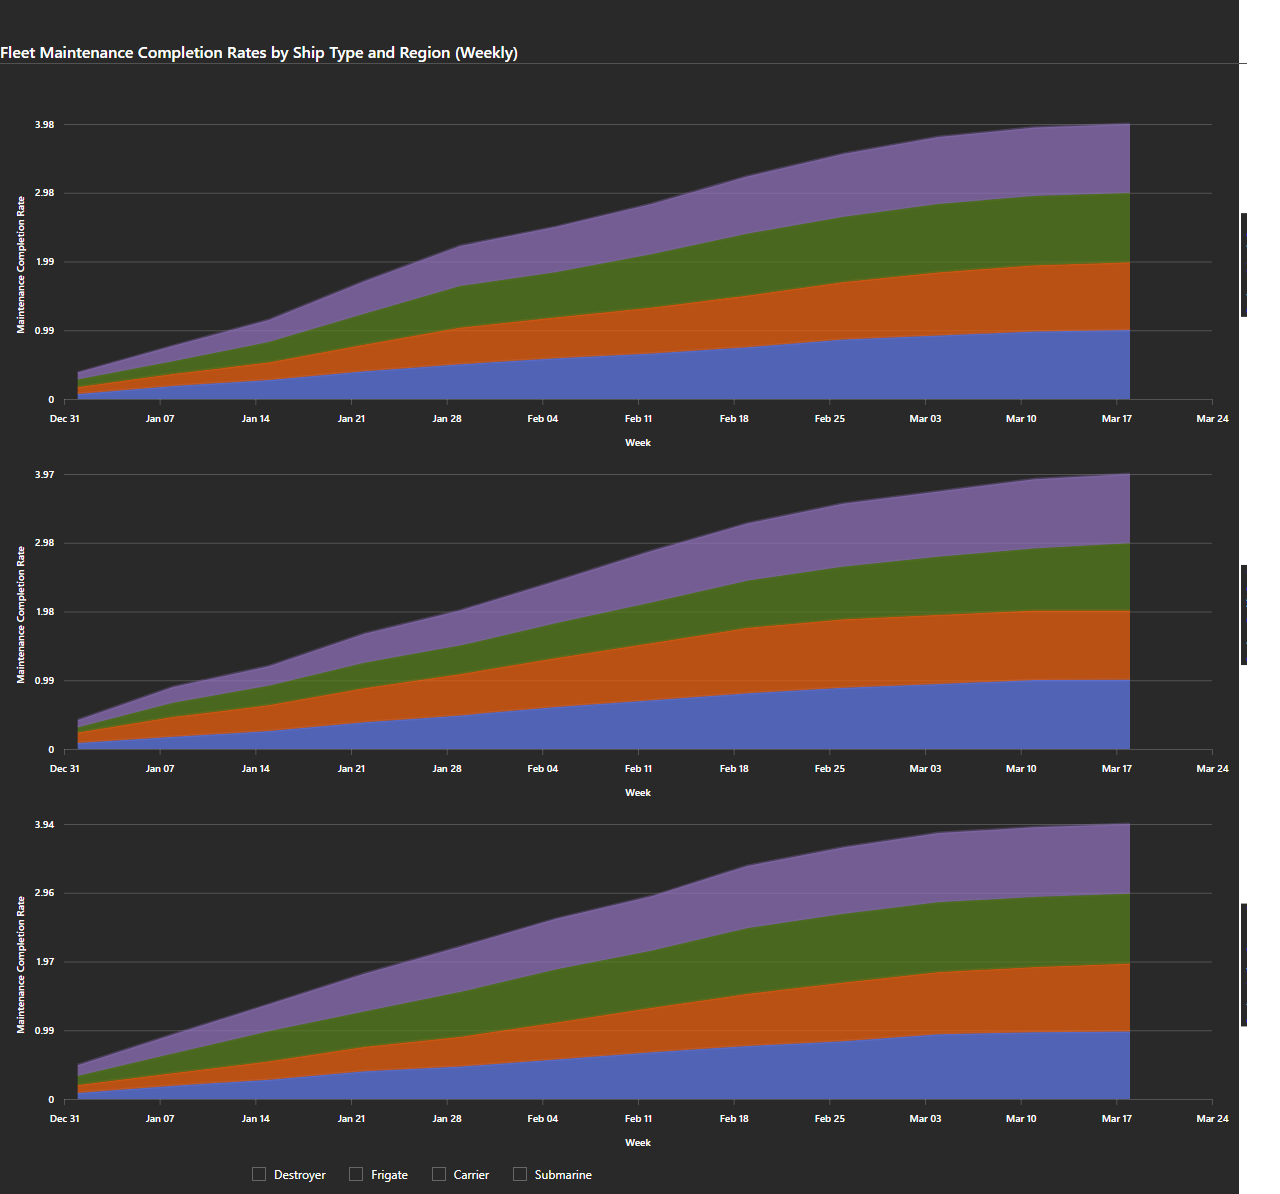 Fleet Maintenance Completion Rates by Ship Type and Region (Weekly)
3.98
2.98
1.99
0.99
0
Maintenance Completion Rate
Dec 31 Jan 07 Jan 14 Jan 21 Jan 28 Feb 04 Feb 11 Feb 18 Feb 25 Mar 03 Mar 10 Mar 17 Mar 24
Week
3.97
2.98
1.98
0.99
0
Maintenance Completion Rate
Dec 31 Jan 07 Jan 14 Jan 21 Jan 28 Feb 04 Feb 11 Feb 18 Feb 25 Mar 03 Mar 10 Mar 17 Mar 24
Week
3.94
2.96
1.97
0.99
0
Maintenance Completion Rate
Dec 31 Jan 07 Jan 14 Jan 21 Jan 28 Feb 04 Feb 11 Feb 18 Feb 25 Mar 03 Mar 10 Mar 17 Mar 24
Week
Destroyer Frigate Carrier Submarine